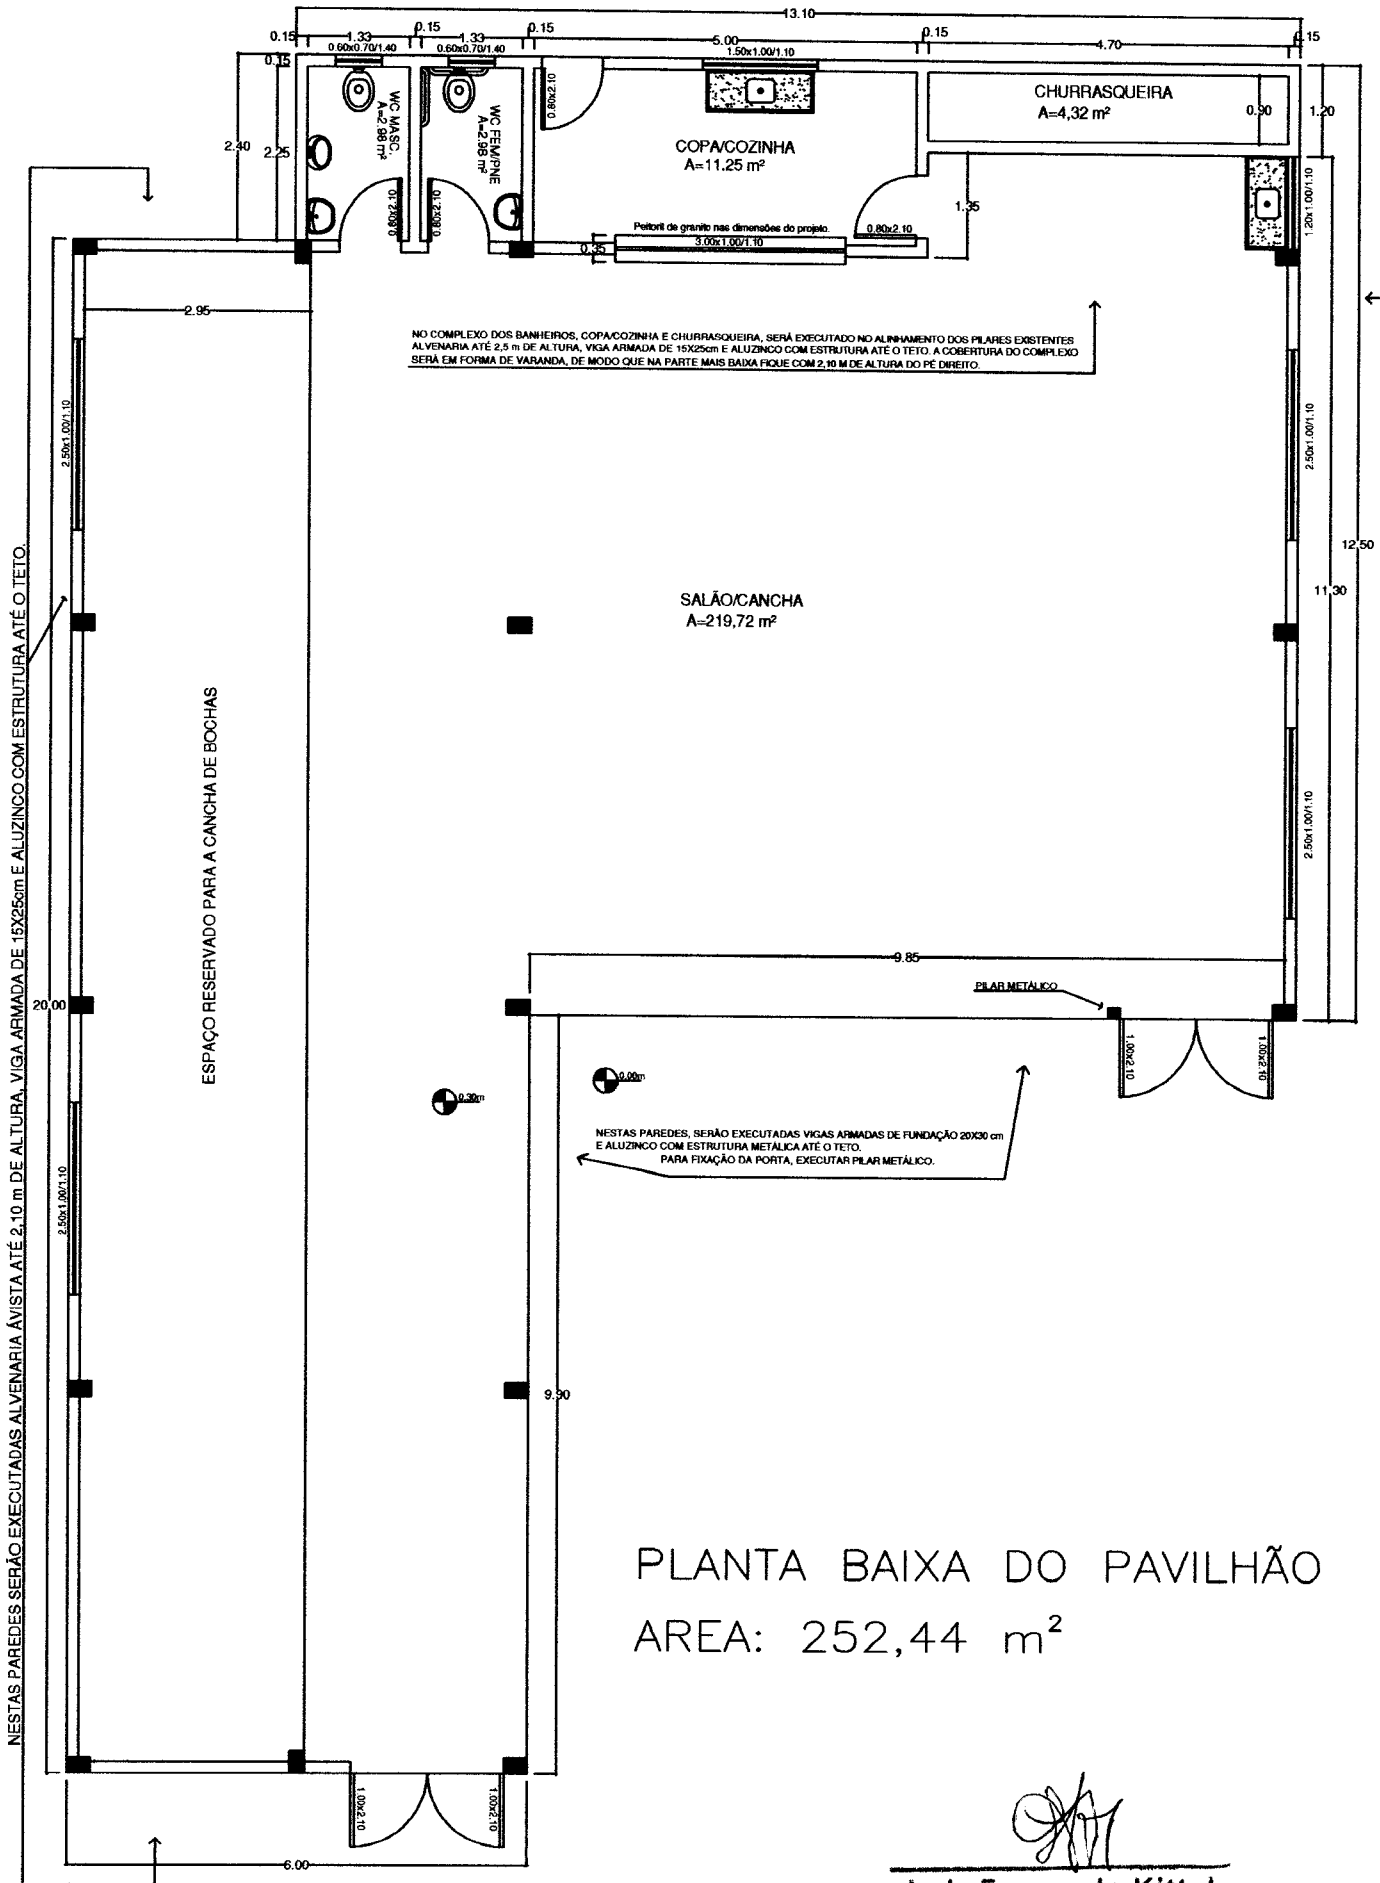 13.10
0.15
1.33
0.15
1.33
0.15
5.00
0.15
4.70
0.15
0.60x0.70/1.40
0.60x0.70/1.40
1.50x1.00/1.10
0.15
2.40
2.25
WC MASC.
A=2.98 m²
WC FEM/PNE
A=2.98 m²
0.80x2.10
0.80x2.10
0.80x2.10
COPA/COZINHA
A=11.25 m²
CHURRASQUEIRA
A=4,32 m²
0.90
1.20
1.35
1.20x1.00/1.10
Peitoril de granito nas dimensões do projeto.
3.00x1.00/1.10
0.35
0.80x2.10
2.95
NO COMPLEXO DOS BANHEIROS, COPA/COZINHA E CHURRASQUEIRA, SERÁ EXECUTADO NO ALINHAMENTO DOS PILARES EXISTENTES
ALVENARIA ATÉ 2,5 m DE ALTURA, VIGA ARMADA DE 15X25cm E ALUZINCO COM ESTRUTURA ATÉ O TETO. A COBERTURA DO COMPLEXO
SERÁ EM FORMA DE VARANDA, DE MODO QUE NA PARTE MAIS BAIXA FIQUE COM 2,10 M DE ALTURA DO PÉ DIREITO.
2.50x1.00/1.10
2.50x1.00/1.10
12.50
11.30
SALÃO/CANCHA
A=219,72 m²
NESTAS PAREDES SERÃO EXECUTADAS ALVENARIA ÁVISTA ATÉ 2,10 m DE ALTURA, VIGA ARMADA DE 15X25cm E ALUZINCO COM ESTRUTURA ATÉ O TETO.
ESPAÇO RESERVADO PARA A CANCHA DE BOCHAS
2.50x1.00/1.10
9.85
PILAR METÁLICO
20.00
1.00x2.10
1.00x2.10
0.00m
0.30m
NESTAS PAREDES, SERÃO EXECUTADAS VIGAS ARMADAS DE FUNDAÇÃO 20X30 cm
E ALUZINCO COM ESTRUTURA METÁLICA ATÉ O TETO.
PARA FIXAÇÃO DA PORTA, EXECUTAR PILAR METÁLICO.
2.50x1.00/1.10
9.90
PLANTA BAIXA DO PAVILHÃO
AREA: 252,44 m²
1.00x2.10
1.00x2.10
6.00